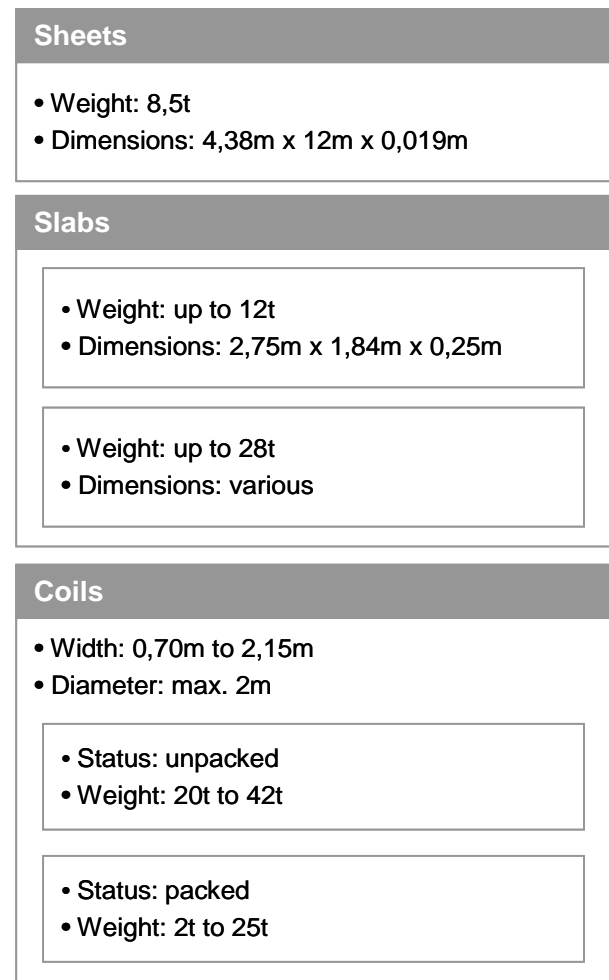 Sheets
• Weight: 8,5t
• Dimensions: 4,38m x 12m x 0,019m
Slabs
• Weight: up to 12t
• Dimensions: 2,75m x 1,84m x 0,25m
• Weight: up to 28t
• Dimensions: various
Coils
• Width: 0,70m to 2,15m
• Diameter: max. 2m
• Status: unpacked
• Weight: 20t to 42t
• Status: packed
• Weight: 2t to 25t